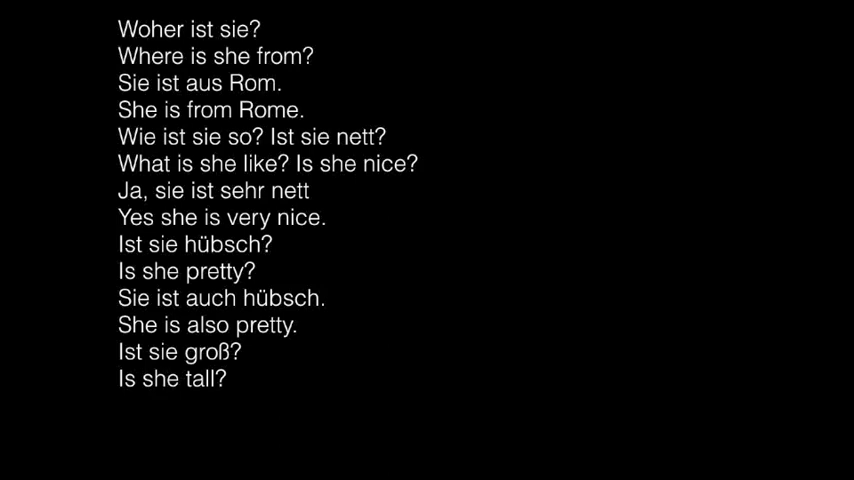 Woher ist sie?
Where is she from?
Sie ist aus Rom.
She is from Rome.
Wie ist sie so? Ist sie nett?
What is she like? Is she nice?
Ja, sie ist sehr nett
Yes she is very nice.
Ist sie hübsch?
Is she pretty?
Sie ist auch hübsch.
She is also pretty.
Ist sie groß?
Is she tall?